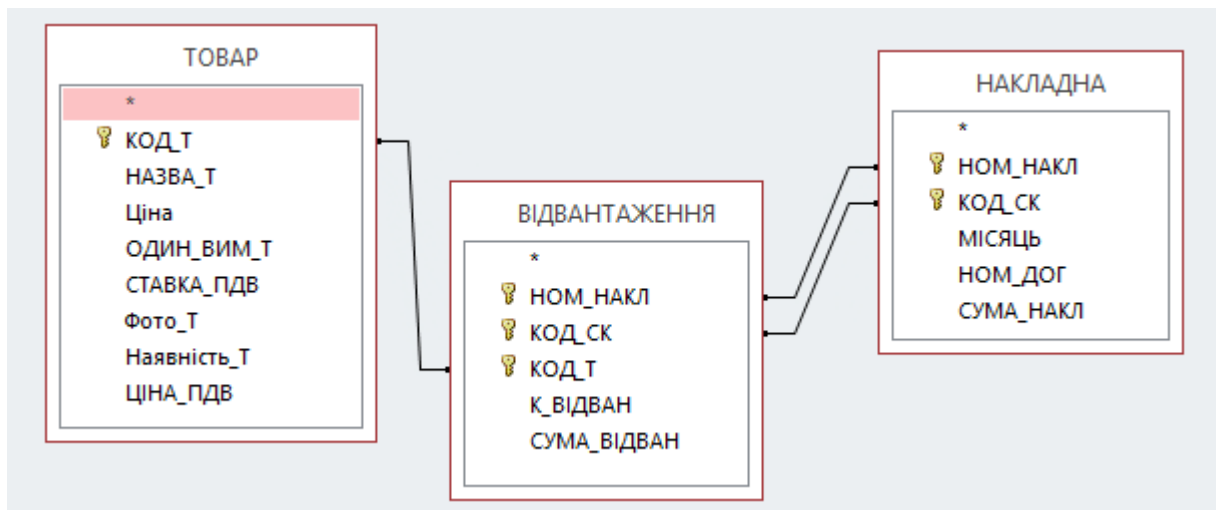 ТОВАР
*
КОД_Т
НАЗВА_Т
Ціна
ОДИН_ВИМ_Т
СТАВКА_ПДВ
Фото_Т
Наявність_Т
ЦІНА_ПДВ
ВІДВАНТАЖЕННЯ
*
НОМ_НАКЛ
КОД_СК
КОД_Т
К_ВІДВАН
СУМА_ВІДВАН
НАКЛАДНА
*
НОМ_НАКЛ
КОД_СК
МІСЯЦЬ
НОМ_ДОГ
СУМА_НАКЛ